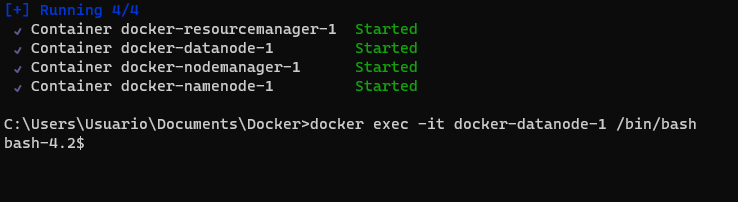 [+] Running 4/4
✓ Container docker-resourcemanager-1 Started
✓ Container docker-datanode-1 Started
✓ Container docker-nodemanager-1 Started
✓ Container docker-namenode-1 Started
C:\Users\Usuario\Documents\Docker>docker exec -it docker-datanode-1 /bin/bash
bash-4.2$